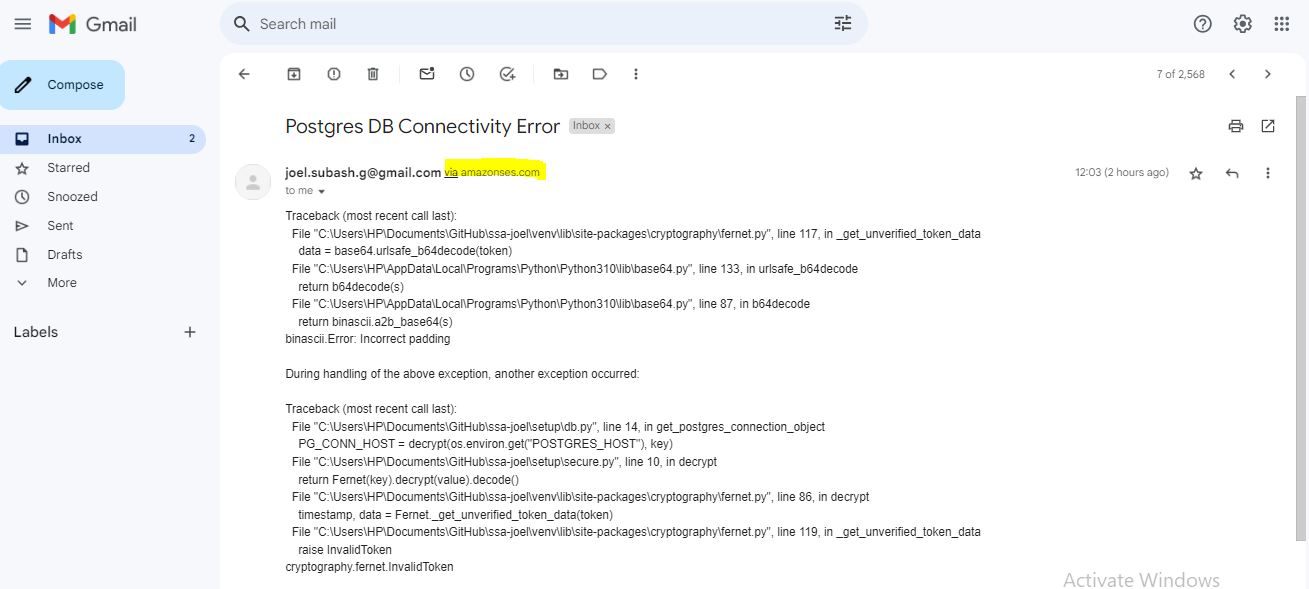 Gmail
Search mail
Compose
7 of 2,568
Inbox 2
Starred
Snoozed
Sent
Drafts
More
Labels
Postgres DB Connectivity Error Inbox ×
joel.subash.g@gmail.com via amazonses.com
12:03 (2 hours ago)
to me
Traceback (most recent call last):
File "C:\Users\HP\Documents\GitHub\ssa-joel\venv\lib\site-packages\cryptography\fernet.py", line 117, in _get_unverified_token_data
data = base64.urlsafe_b64decode(token)
File "C:\Users\HP\AppData\Local\Programs\Python\Python310\lib\base64.py", line 133, in urlsafe_b64decode
return b64decode(s)
File "C:\Users\HP\AppData\Local\Programs\Python\Python310\lib\base64.py", line 87, in b64decode
return binascii.a2b_base64(s)
binascii.Error: Incorrect padding
During handling of the above exception, another exception occurred:
Traceback (most recent call last):
File "C:\Users\HP\Documents\GitHub\ssa-joel\setup\db.py", line 14, in get_postgres_connection_object
PG_CONN_HOST = decrypt(os.environ.get("POSTGRES_HOST"), key)
File "C:\Users\HP\Documents\GitHub\ssa-joel\setup\secure.py", line 10, in decrypt
return Fernet(key).decrypt(value).decode()
File "C:\Users\HP\Documents\GitHub\ssa-joel\venv\lib\site-packages\cryptography\fernet.py", line 86, in decrypt
timestamp, data = Fernet._get_unverified_token_data(token)
File "C:\Users\HP\Documents\GitHub\ssa-joel\venv\lib\site-packages\cryptography\fernet.py", line 119, in _get_unverified_token_data
raise InvalidToken
cryptography.fernet.InvalidToken
Activate Windows